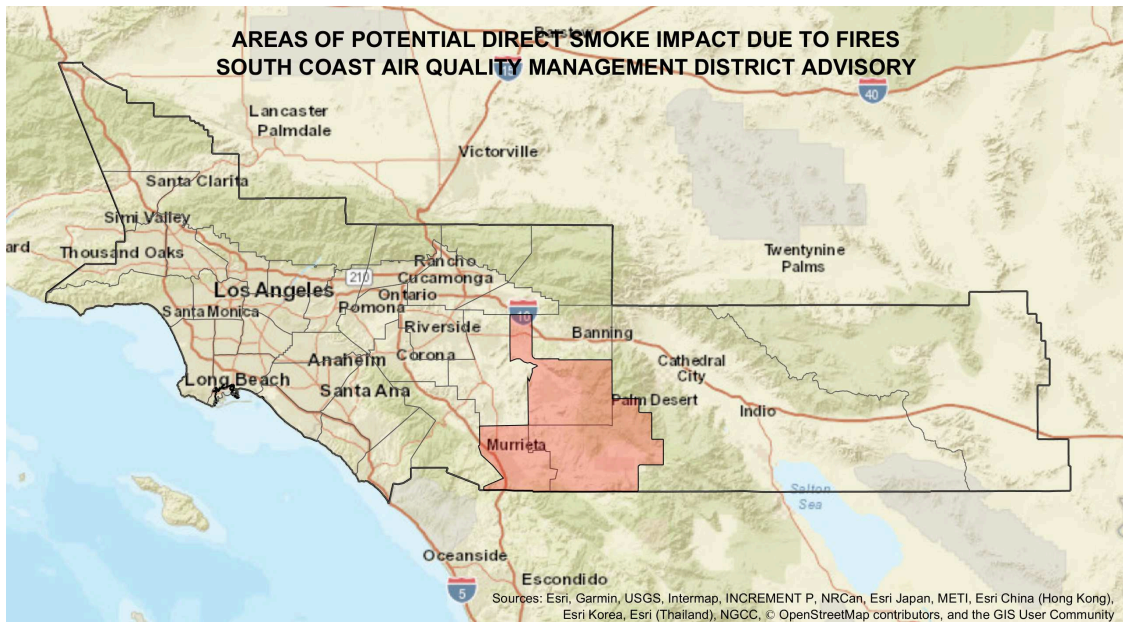 AREAS OF POTENTIAL DIRECT SMOKE IMPACT DUE TO FIRES
SOUTH COAST AIR QUALITY MANAGEMENT DISTRICT ADVISORY
Barstow
15
40
Lancaster
Palmdale
Victorville
Santa Clarita
Simi Valley
ard
Thousand Oaks
Twentynine
Palms
Rancho
Cucamonga
210
Los Angeles
Ontario
Pomona
Santa Monica
10
Riverside
Banning
Anaheim
Corona
Cathedral
City
Long Beach
Santa Ana
Palm Desert
Indio
Murrieta
Salton
Sea
Oceanside
Escondido
5
Sources: Esri, Garmin, USGS, Intermap, INCREMENT P, NRCan, Esri Japan, METI, Esri China (Hong Kong),
Esri Korea, Esri (Thailand), NGCC, © OpenStreetMap contributors, and the GIS User Community